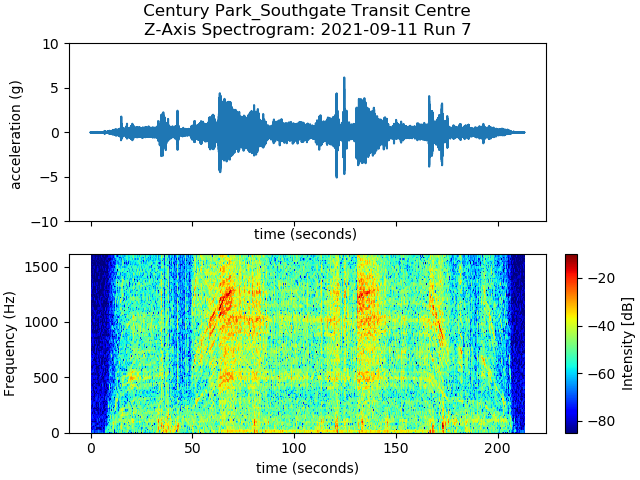 Century Park_Southgate Transit Centre
Z-Axis Spectrogram: 2021-09-11 Run 7
10
5
0
−5
−10
acceleration (g)
time (seconds)
1500
1000
500
0
Frequency (Hz)
0
50
100
150
200
time (seconds)
−20
−40
−60
−80
Intensity [dB]